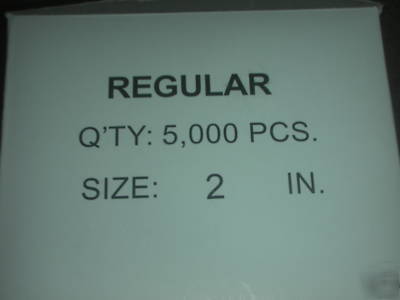 REGULAR
Q'TY: 5,000 PCS.
SIZE: 2 IN.